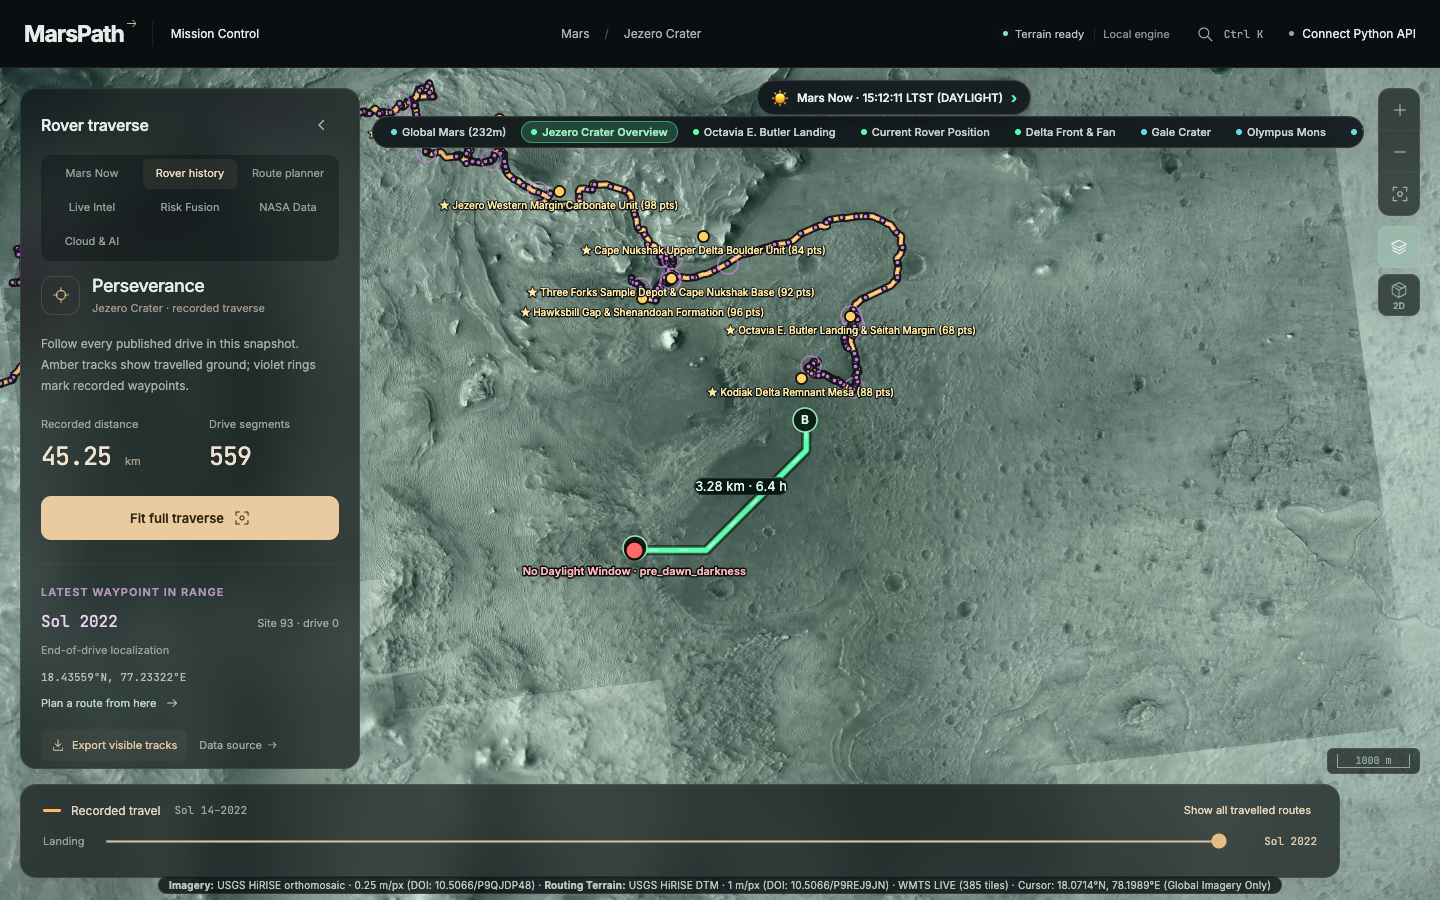 MarsPath →
Mission Control
Mars / Jezero Crater
Terrain ready
Local engine
Ctrl K
Connect Python API
Mars Now · 15:12:11 LTST (DAYLIGHT) ›
Global Mars (232m)
Jezero Crater Overview
Octavia E. Butler Landing
Current Rover Position
Delta Front & Fan
Gale Crater
Olympus Mons
Rover traverse
Mars Now
Rover history
Route planner
Live Intel
Risk Fusion
NASA Data
Cloud & AI
Perseverance
Jezero Crater · recorded traverse
Follow every published drive in this snapshot.
Amber tracks show travelled ground; violet rings
mark recorded waypoints.
Recorded distance
Drive segments
45.25 km
559
Fit full traverse
LATEST WAYPOINT IN RANGE
Sol 2022
Site 93 · drive 0
End-of-drive localization
18.43559°N, 77.23322°E
Plan a route from here →
Export visible tracks
Data source →
★ Jezero Western Margin Carbonate Unit (98 pts)
★ Cape Nukshak Upper Delta Boulder Unit (84 pts)
★ Three Forks Sample Depot & Cape Nukshak Base (92 pts)
★ Hawksbill Gap & Shenandoah Formation (96 pts)
★ Octavia E. Butler Landing & Séítah Margin (68 pts)
★ Kodiak Delta Remnant Mesa (88 pts)
B
3.28 km · 6.4 h
No Daylight Window · pre_dawn_darkness
2D
1000 m
Recorded travel
Sol 14–2022
Show all travelled routes
Landing
Sol 2022
Imagery: USGS HiRISE orthomosaic · 0.25 m/px (DOI: 10.5066/P9QJDP48) · Routing Terrain: USGS HiRISE DTM · 1 m/px (DOI: 10.5066/P9REJ9JN) · WMTS LIVE (385 tiles) · Cursor: 18.0714°N, 78.1989°E (Global Imagery Only)